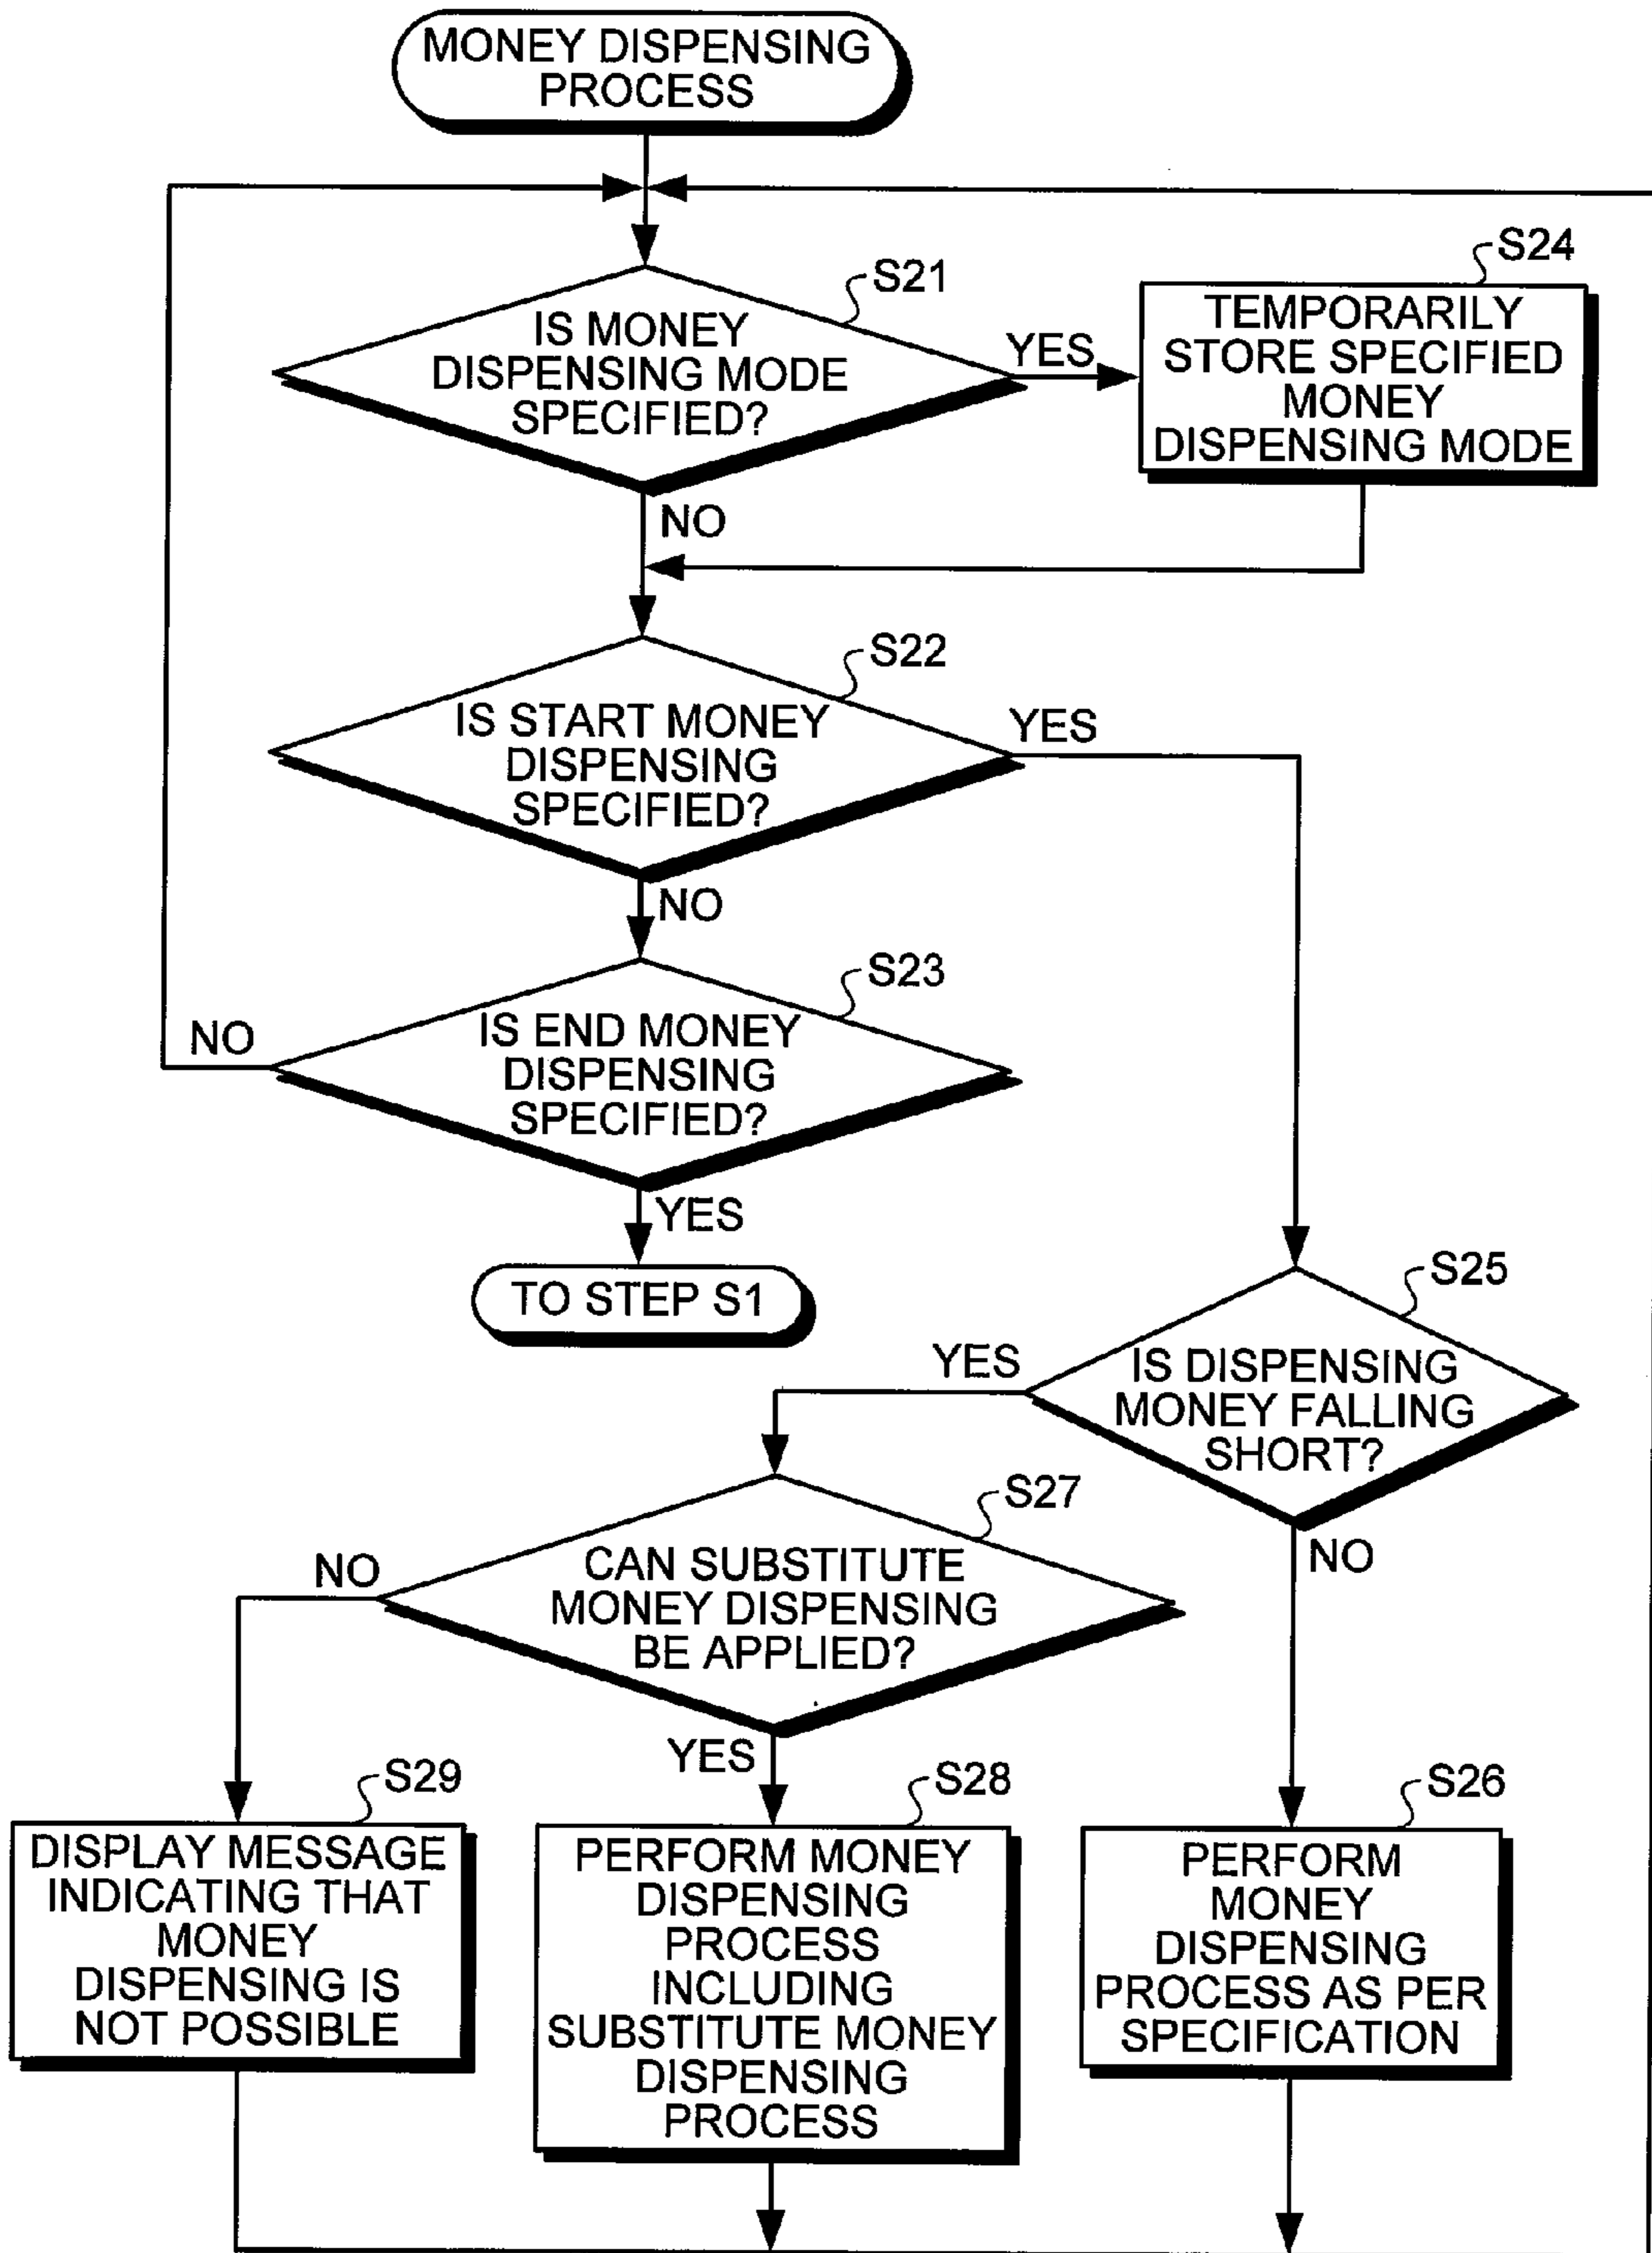 MONEY DISPENSING
PROCESS
S21
IS MONEY
DISPENSING MODE
SPECIFIED?
YES
NO
S24
TEMPORARILY
STORE SPECIFIED
MONEY
DISPENSING MODE
S22
IS START MONEY
DISPENSING
SPECIFIED?
YES
NO
S23
IS END MONEY
DISPENSING
SPECIFIED?
NO
YES
TO STEP S1
S25
IS DISPENSING
MONEY FALLING
SHORT?
YES
NO
S27
CAN SUBSTITUTE
MONEY DISPENSING
BE APPLIED?
NO
YES
S29
DISPLAY MESSAGE
INDICATING THAT
MONEY
DISPENSING IS
NOT POSSIBLE
S28
PERFORM MONEY
DISPENSING
PROCESS
INCLUDING
SUBSTITUTE MONEY
DISPENSING
PROCESS
S26
PERFORM
MONEY
DISPENSING
PROCESS AS PER
SPECIFICATION